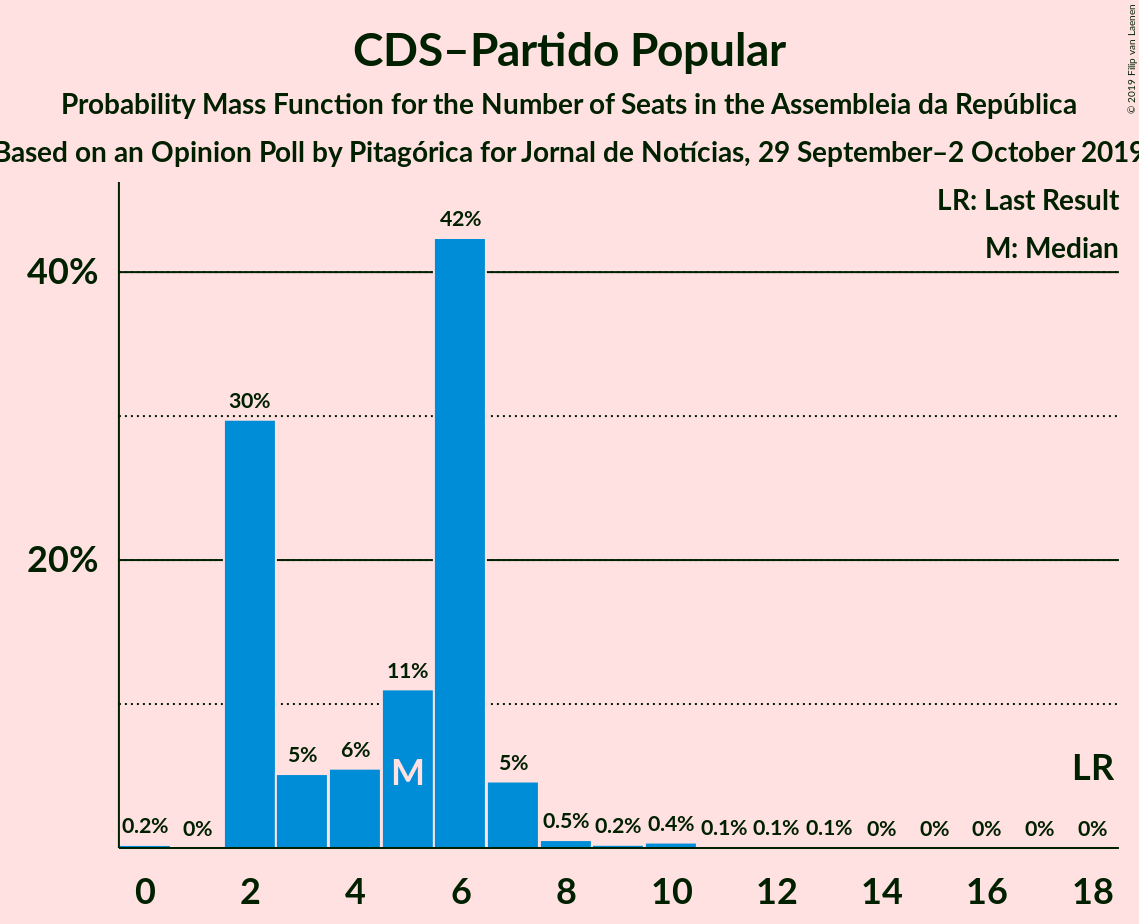 CDS–Partido Popular
Probability Mass Function for the Number of Seats in the Assembleia da República
Based on an Opinion Poll by Pitagórica for Jornal de Notícias, 29 September–2 October 2019
© 2019 Filip van Laenen
LR: Last Result
M: Median
40%
20%
42%
30%
11%
5%
6%
5%
0.2%
0%
0.5%
0.2%
0.4%
0.1%
0.1%
0.1%
0%
0%
0%
0%
0%
M
LR
0 2 4 6 8 10 12 14 16 18